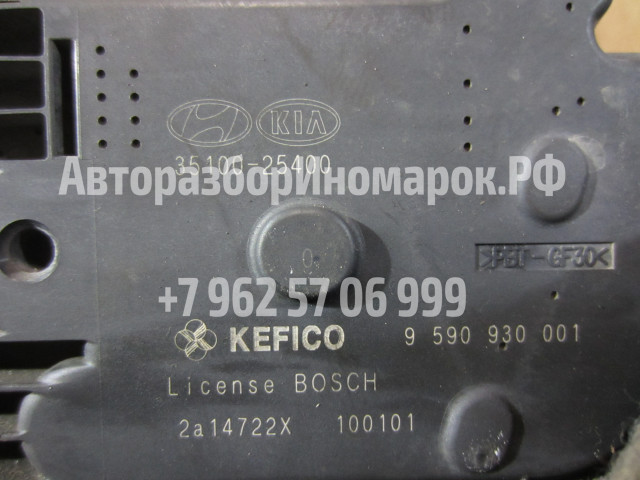 KIA
35100-25400
Авторазбориномарок.РФ
>PBT-GF30<
0
+7 962 57 06 999
KEFICO 9 590 930 001
License BOSCH
2a14722X 100101